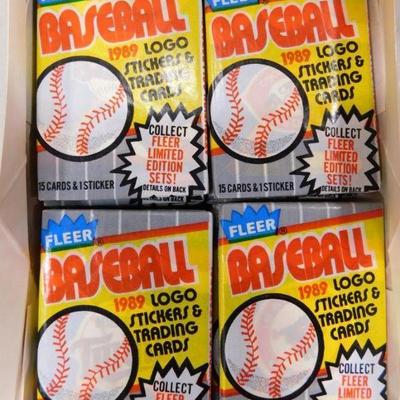 BASEBALL
1989 LOGO
STICKERS &
TRADING
CARDS
COLLECT
FLEER
LIMITED
EDITION
SETS!
DETAILS ON BACK
15 CARDS & 1 STICKER
FLEER
BASEBALL
1989 LOGO
STICKERS &
TRADING
CARDS
COLLECT
FLEER
LIMITED
EDITION
SETS!
DETAILS ON BACK
15 CARDS & 1 STICKER
FLEER®
BASEBALL
1989 LOGO
STICKERS &
TRADING
CARDS
COLLECT
FLEER
FLEER®
BASEBALL
1989 LOGO
STICKERS &
TRADING
CARDS
COLLECT
FLEER
LIMITED